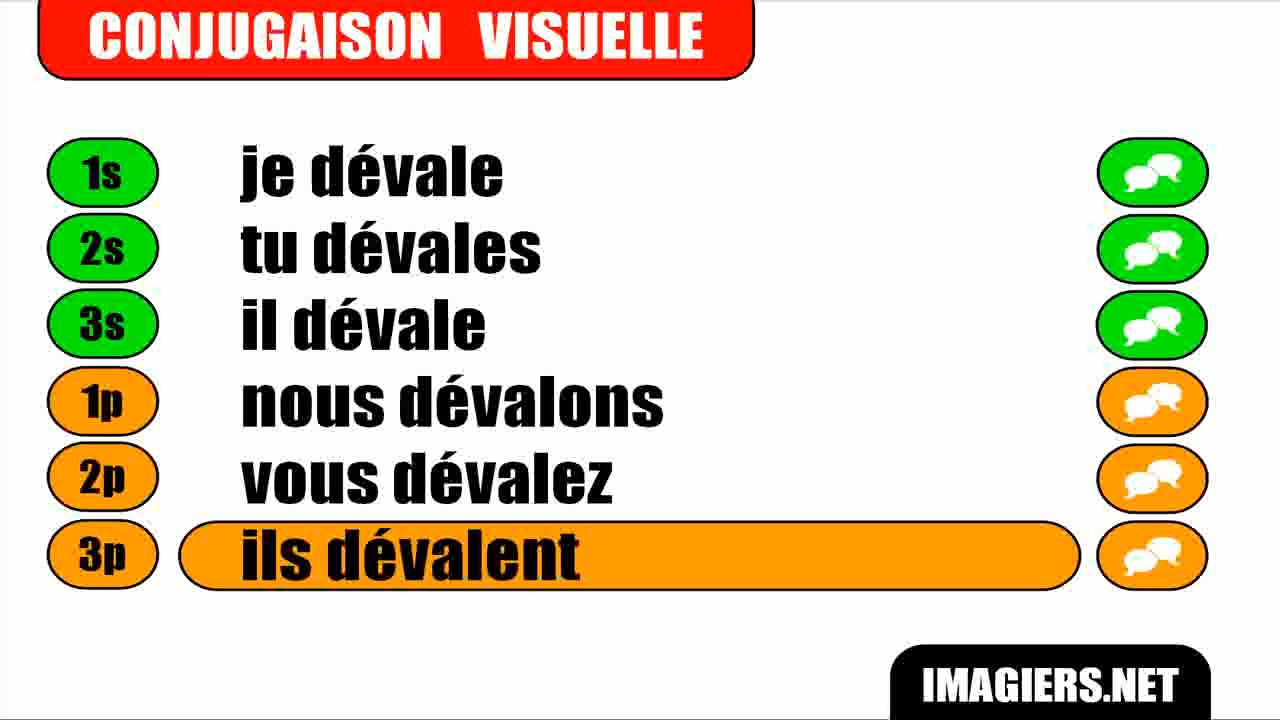 CONJUGAISON VISUELLE
1s je dévale
2s tu dévales
3s il dévale
1p nous dévalons
2p vous dévalez
3p ils dévalent
IMAGIERS.NET